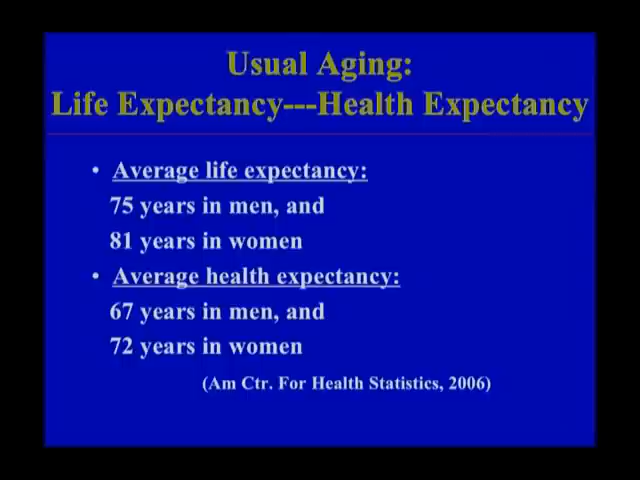 Usual Aging:
Life Expectancy---Health Expectancy
• Average life expectancy:
75 years in men, and
81 years in women
• Average health expectancy:
67 years in men, and
72 years in women
(Am Ctr. For Health Statistics, 2006)